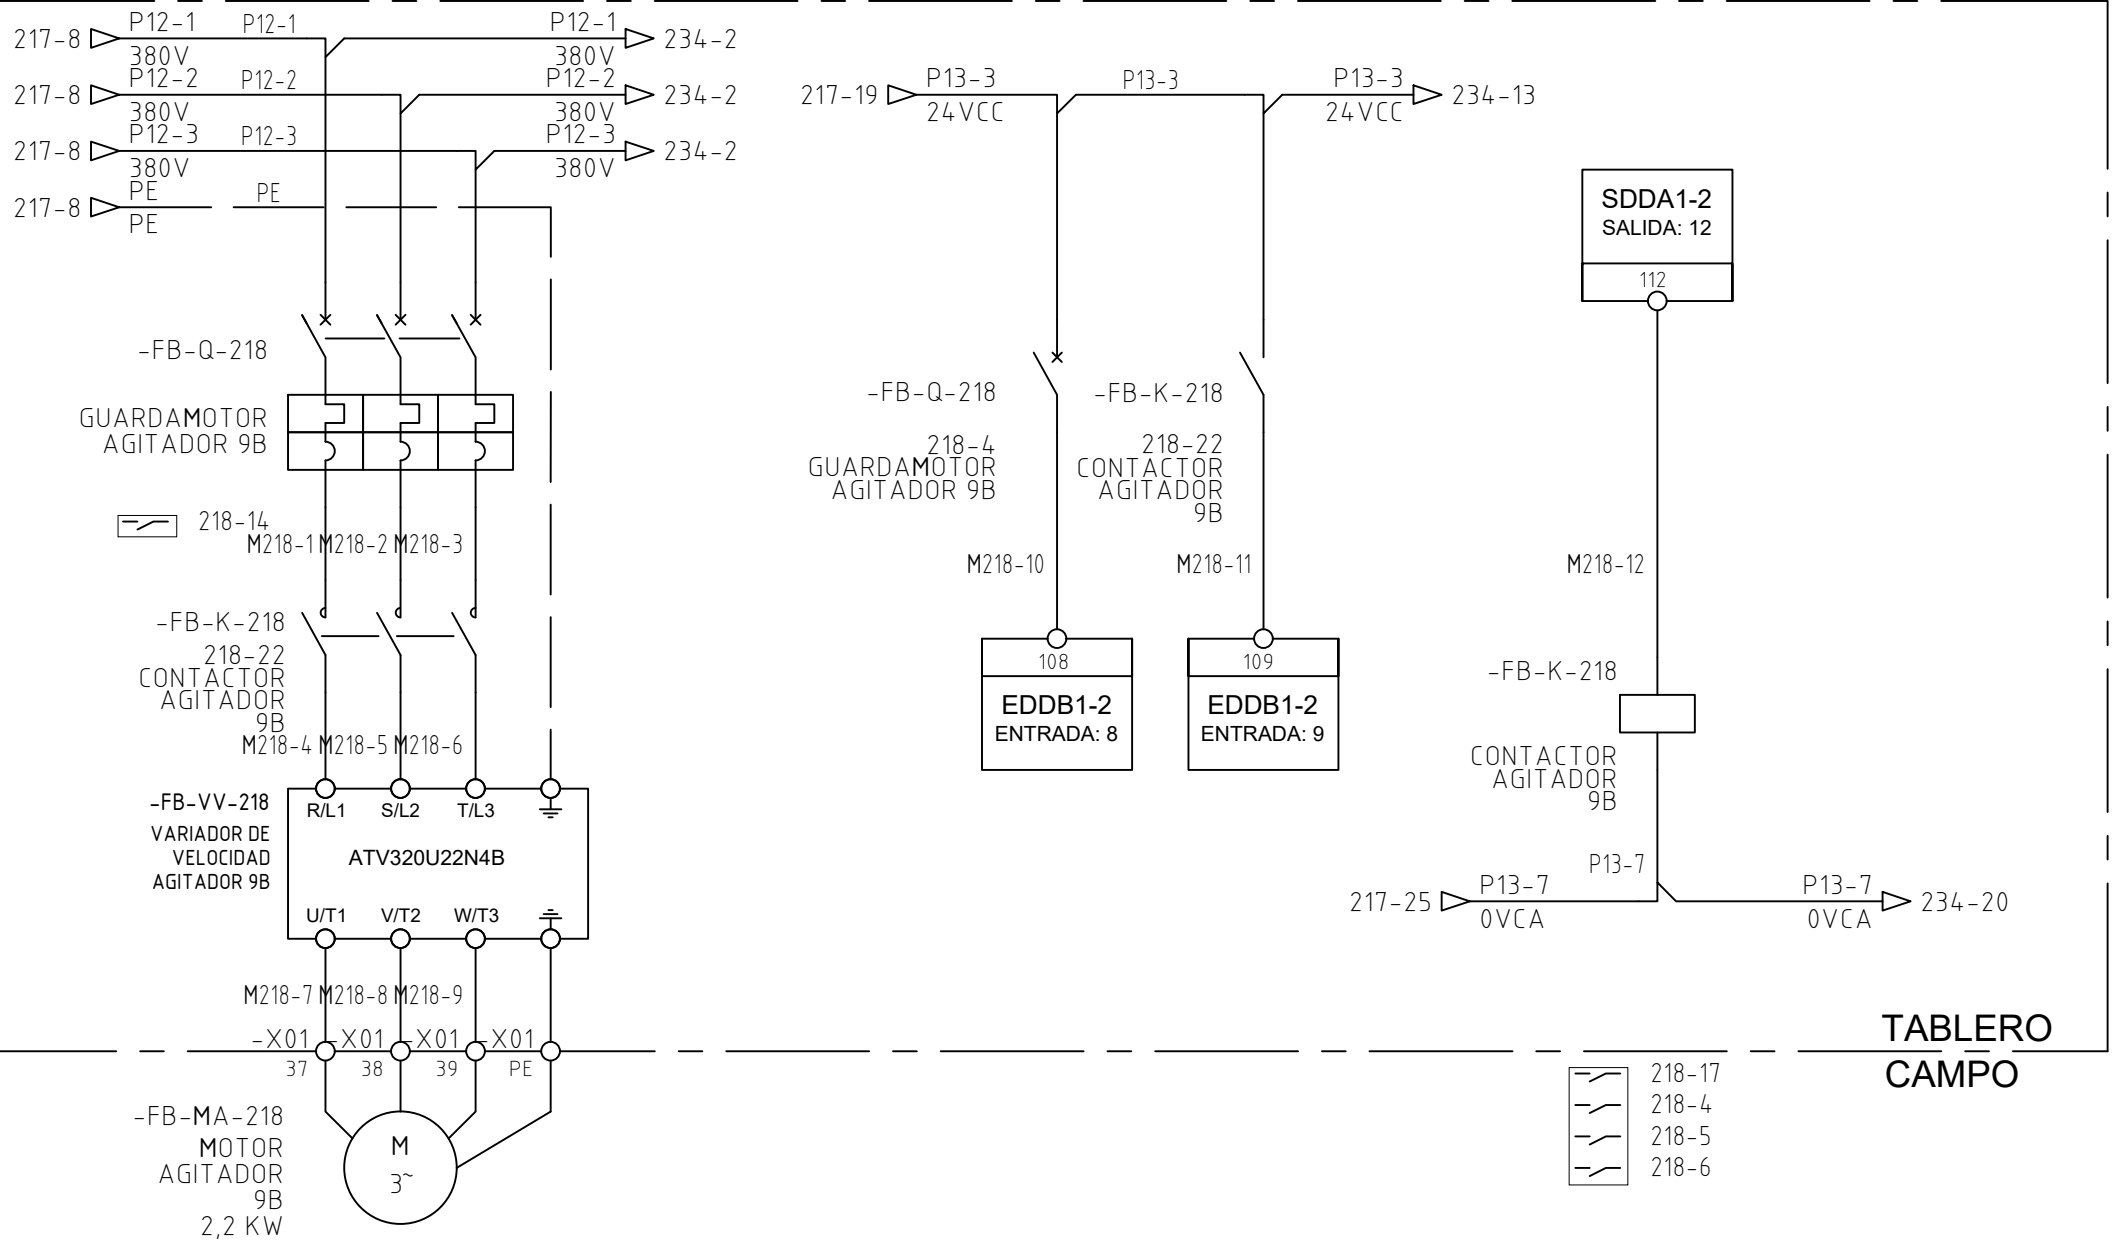 217-8 P12-1 P12-1 P12-1 234-2
380V 380V
217-8 P12-2 P12-2 P12-2 234-2
380V 380V
217-8 P12-3 P12-3 P12-3 234-2
380V 380V
217-8 PE PE
PE
-FB-Q-218
GUARDAMOTOR
AGITADOR 9B
218-14
M218-1 M218-2 M218-3
-FB-K-218
218-22
CONTACTOR
AGITADOR
9B
M218-4 M218-5 M218-6
-FB-VV-218
VARIADOR DE
VELOCIDAD
AGITADOR 9B
R/L1 S/L2 T/L3
ATV320U22N4B
U/T1 V/T2 W/T3
M218-7 M218-8 M218-9
-X01 -X01 -X01 -X01
37 38 39 PE
-FB-MA-218
MOTOR
AGITADOR
9B
2,2 KW
M
3~
217-19 P13-3 P13-3 P13-3 234-13
24VCC 24VCC
-FB-Q-218
218-4
GUARDAMOTOR
AGITADOR 9B
M218-10
108
EDDB1-2
ENTRADA: 8
-FB-K-218
218-22
CONTACTOR
AGITADOR
9B
M218-11
109
EDDB1-2
ENTRADA: 9
SDDA1-2
SALIDA: 12
112
M218-12
-FB-K-218
CONTACTOR
AGITADOR
9B
P13-7
217-25 P13-7 P13-7 234-20
0VCA 0VCA
TABLERO
CAMPO
218-17
218-4
218-5
218-6